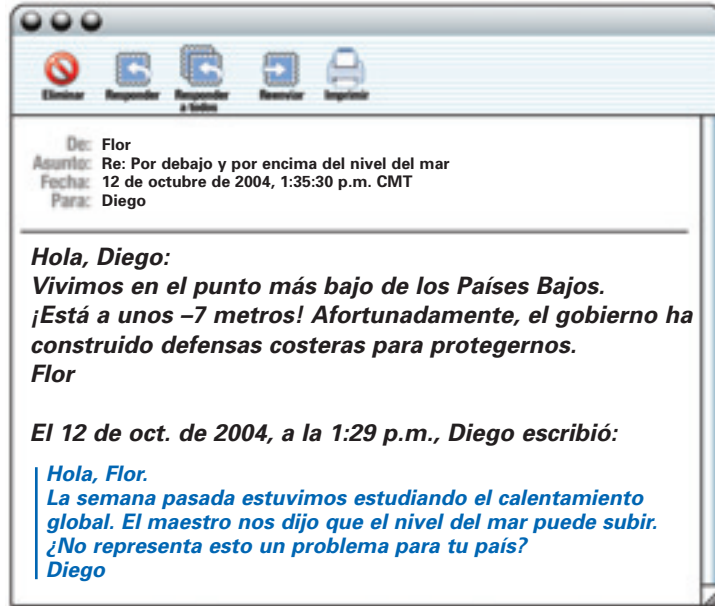 Eliminar Responder Responder a todos Reenviar Imprimir
De: Flor
Asunto: Re: Por debajo y por encima del nivel del mar
Fecha: 12 de octubre de 2004, 1:35:30 p.m. CMT
Para: Diego
Hola, Diego:
Vivimos en el punto más bajo de los Países Bajos.
¡Está a unos –7 metros! Afortunadamente, el gobierno ha
construido defensas costeras para protegernos.
Flor
El 12 de oct. de 2004, a la 1:29 p.m., Diego escribió:
Hola, Flor.
La semana pasada estuvimos estudiando el calentamiento
global. El maestro nos dijo que el nivel del mar puede subir.
¿No representa esto un problema para tu país?
Diego